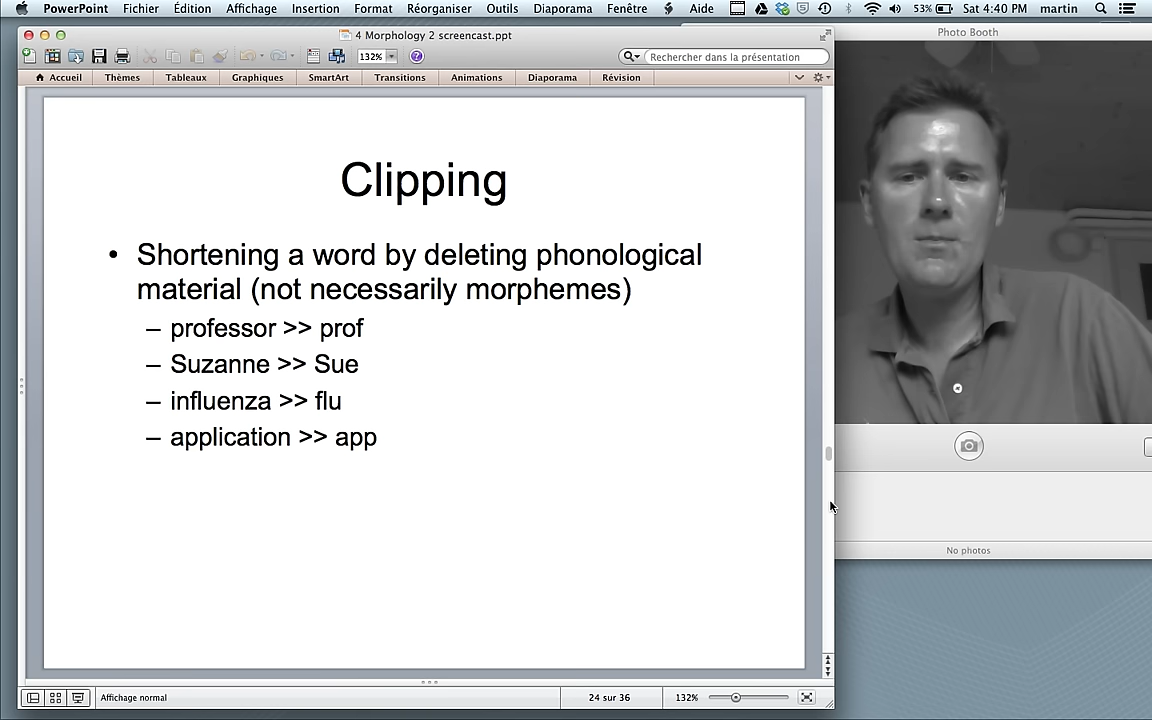 PowerPoint Fichier Édition Affichage Insertion Format Réorganiser Outils Diaporama Fenêtre Aide 53% Sat 4:40 PM martin
4 Morphology 2 screencast.ppt
Photo Booth
132% Rechercher dans la présentation
Accueil Thèmes Tableaux Graphiques SmartArt Transitions Animations Diaporama Révision
Clipping
• Shortening a word by deleting phonological
material (not necessarily morphemes)
– professor >> prof
– Suzanne >> Sue
– influenza >> flu
– application >> app
No photos
Affichage normal 24 sur 36 132%